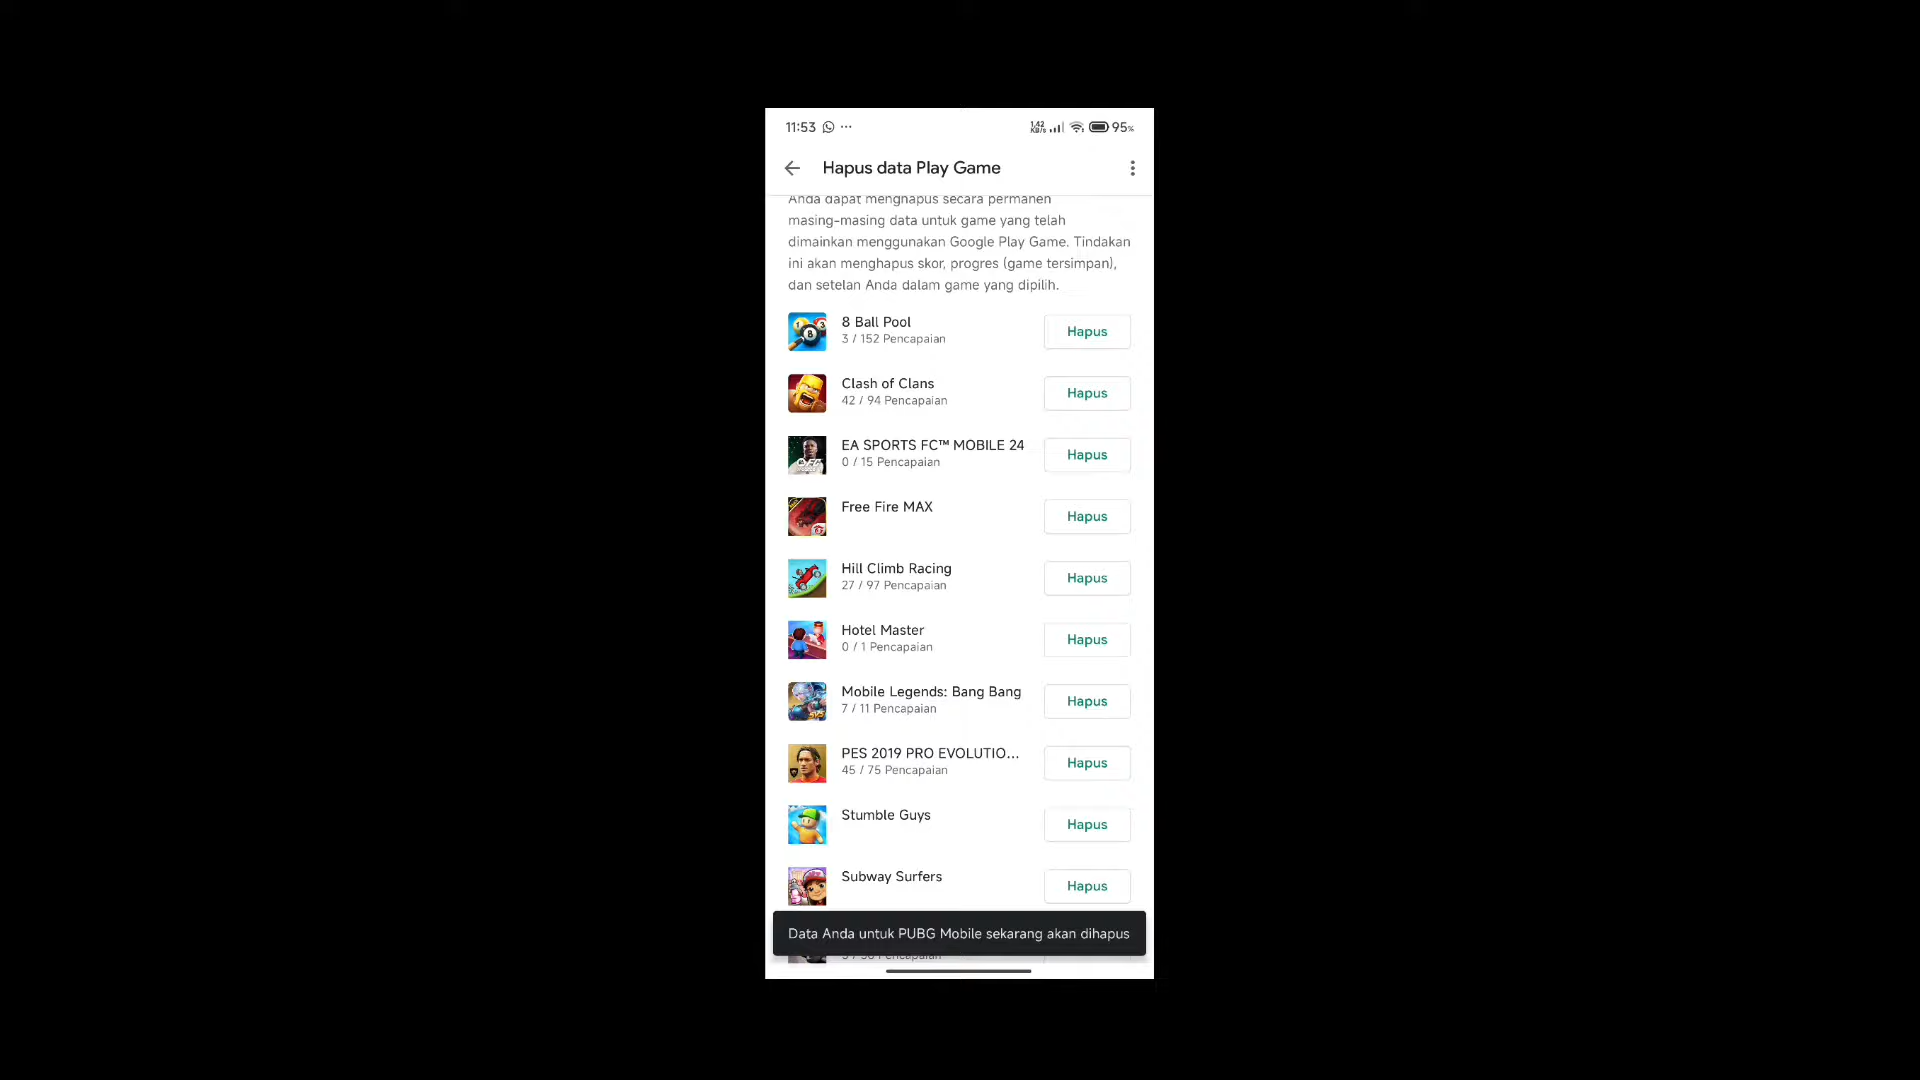 11:53 ...
1,42 KB/s 95%
Hapus data Play Game
Anda dapat menghapus secara permanen
masing-masing data untuk game yang telah
dimainkan menggunakan Google Play Game. Tindakan
ini akan menghapus skor, progres (game tersimpan),
dan setelan Anda dalam game yang dipilih.
8 Ball Pool
3 / 152 Pencapaian
Hapus
Clash of Clans
42 / 94 Pencapaian
Hapus
EA SPORTS FC™ MOBILE 24
0 / 15 Pencapaian
Hapus
Free Fire MAX
Hapus
Hill Climb Racing
27 / 97 Pencapaian
Hapus
Hotel Master
0 / 1 Pencapaian
Hapus
Mobile Legends: Bang Bang
7 / 11 Pencapaian
Hapus
PES 2019 PRO EVOLUTIO...
45 / 75 Pencapaian
Hapus
Stumble Guys
Hapus
Subway Surfers
Hapus
Data Anda untuk PUBG Mobile sekarang akan dihapus
Pencapaian